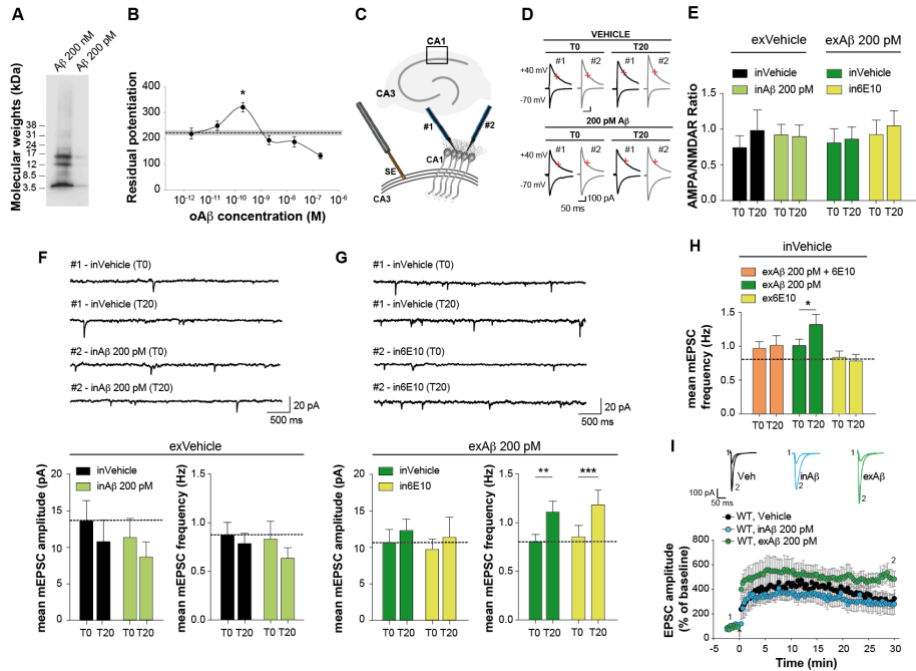 A
Aβ 200 nM
Aβ 200 pM
Molecular weights (kDa)
38
31
24
17
12
8.5
3.5
B
*
Residual potentiation
400
300
200
100
0
10-12 10-11 10-10 10-9 10-8 10-7 10-6
oAβ concentration (M)
C
CA1
CA3
#1
#2
CA1
SE
CA3
D
VEHICLE
T0 T20
#1 #2 #1 #2
+40 mV
-70 mV
200 pM Aβ
T0 T20
#1 #2 #1 #2
+40 mV
-70 mV
100 pA
50 ms
E
exVehicle exAβ 200 pM
inVehicle
inAβ 200 pM
inVehicle
in6E10
AMPA/NMDAR Ratio
1.5
1.0
0.5
0.0
T0 T20 T0 T20 T0 T20 T0 T20
F
#1 - inVehicle (T0)
#1 - inVehicle (T20)
#2 - inAβ 200 pM (T0)
#2 - inAβ 200 pM (T20)
20 pA
500 ms
exVehicle
inVehicle
inAβ 200 pM
mean mEPSC amplitude (pA)
20
15
10
5
0
T0 T20 T0 T20
mean mEPSC frequency (Hz)
1.5
1.0
0.5
0.0
T0 T20 T0 T20
G
#1 - inVehicle (T0)
#1 - inVehicle (T20)
#2 - in6E10 (T0)
#2 - in6E10 (T20)
20 pA
500 ms
exAβ 200 pM
inVehicle
in6E10
mean mEPSC amplitude (pA)
20
15
10
5
0
T0 T20 T0 T20
mean mEPSC frequency (Hz)
1.5
1.0
0.5
0.0
** ***
T0 T20 T0 T20
H
inVehicle
exAβ 200 pM + 6E10
exAβ 200 pM
ex6E10
*
mean mEPSC
frequency (Hz)
1.5
1.0
0.5
0.0
T0 T20 T0 T20 T0 T20
I
1 Veh 2
1 inAβ 2
1 exAβ 2
100 pA
50 ms
WT, Vehicle
WT, inAβ 200 pM
WT, exAβ 200 pM
EPSC amplitude
(% of baseline)
800
600
400
200
0
1
2
-5 0 5 10 15 20 25 30
Time (min)